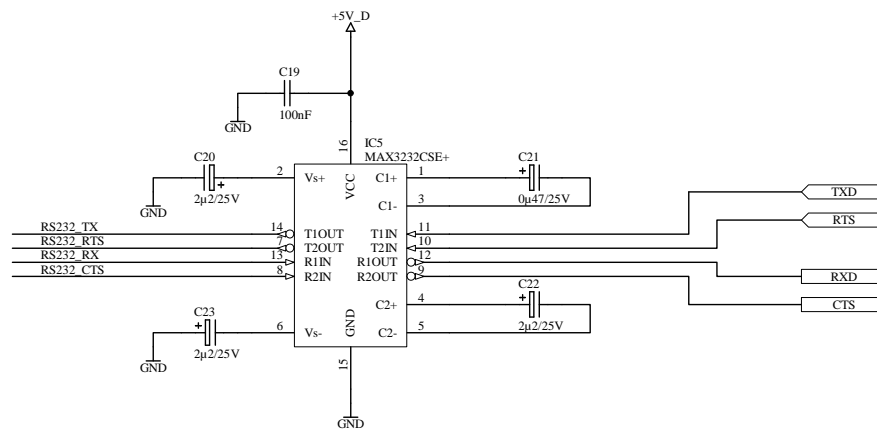 +5V_D
C19
100nF
GND
16
IC5
MAX3232CSE+
C20
2µ2/25V
GND
2
Vs+
VCC
C1+
1
C21
0µ47/25V
C1-
3
TXD
RS232_TX
14
T1OUT
T1IN
11
RTS
RS232_RTS
7
T2OUT
T2IN
10
RS232_RX
13
R1IN
R1OUT
12
RXD
RS232_CTS
8
R2IN
R2OUT
9
CTS
C22
2µ2/25V
C2+
4
C23
2µ2/25V
GND
6
Vs-
GND
C2-
5
15
GND